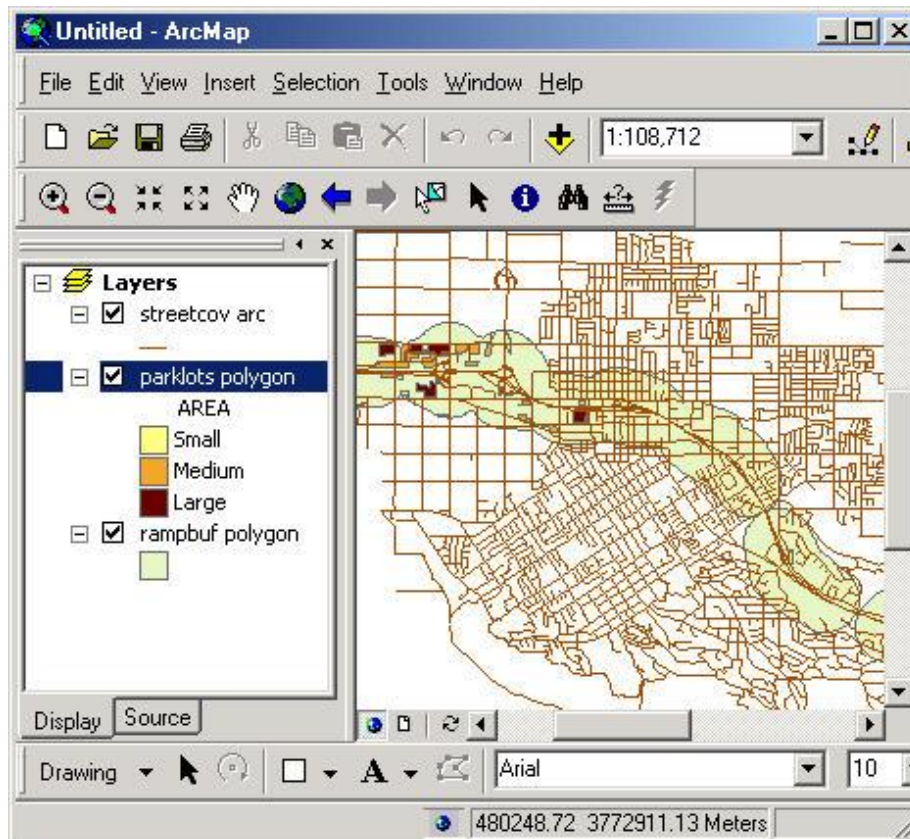 Untitled - ArcMap
File Edit View Insert Selection Tools Window Help
1:108,712
Layers
streetcov arc
parklots polygon
AREA
Small
Medium
Large
rampbuf polygon
Display Source
Drawing A Arial 10
480248.72 3772911.13 Meters